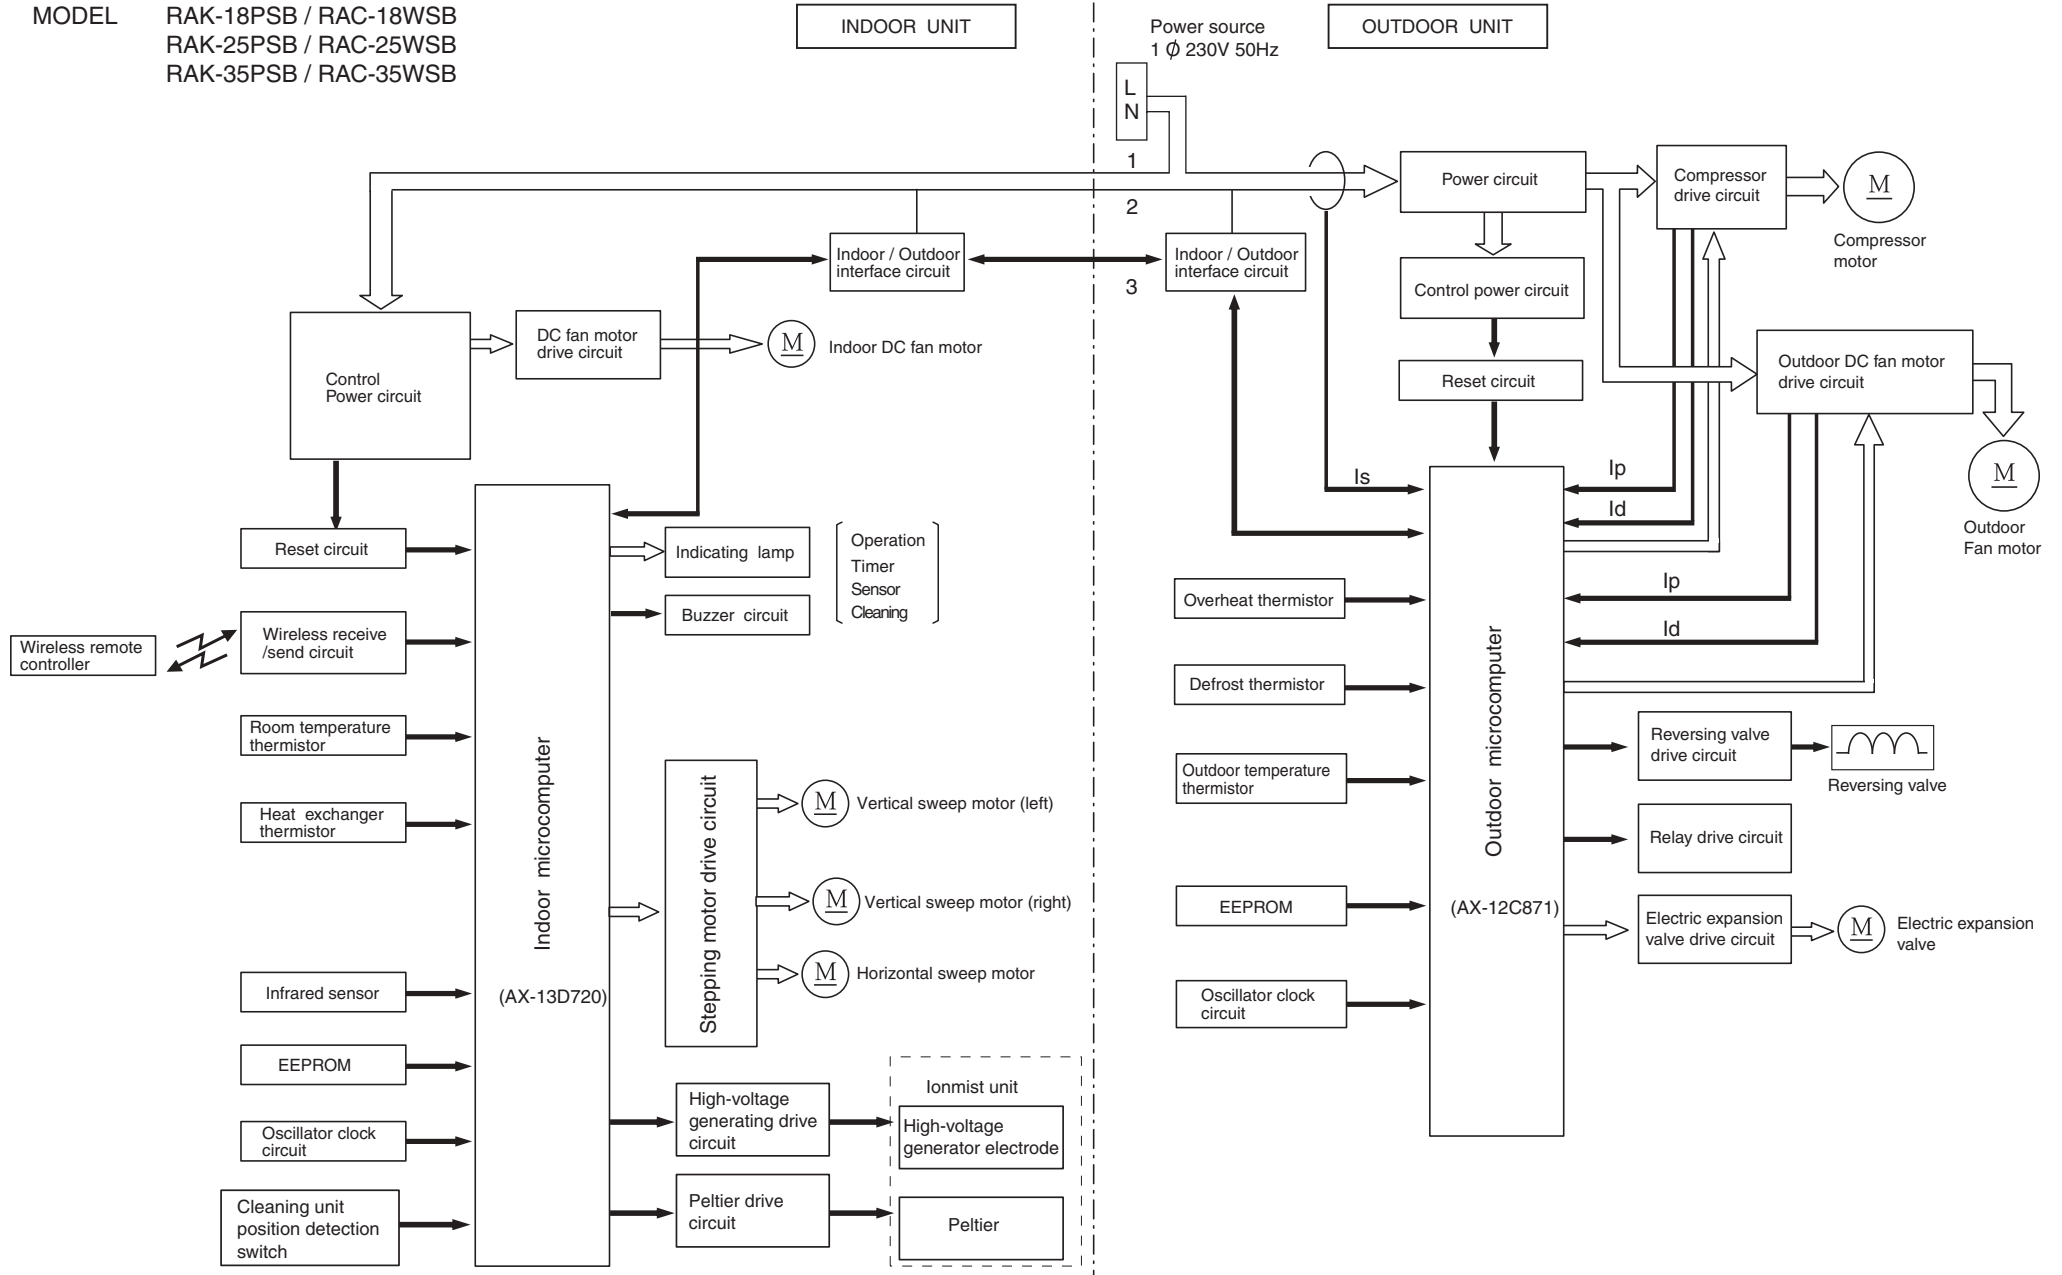 MODEL RAK-18PSB / RAC-18WSB
RAK-25PSB / RAC-25WSB
RAK-35PSB / RAC-35WSB
INDOOR UNIT
Power source
1 Ø 230V 50Hz
OUTDOOR UNIT
L
N
1
2
3
Control
Power circuit
DC fan motor
drive circuit
M
Indoor DC fan motor
Indoor / Outdoor
interface circuit
Reset circuit
Wireless remote
controller
Wireless receive
/send circuit
Room temperature
thermistor
Heat exchanger
thermistor
Infrared sensor
EEPROM
Oscillator clock
circuit
Cleaning unit
position detection
switch
Indoor microcomputer
(AX-13D720)
Indicating lamp
Operation
Timer
Sensor
Cleaning
Buzzer circuit
Stepping motor drive circuit
M
Vertical sweep motor (left)
M
Vertical sweep motor (right)
M
Horizontal sweep motor
High-voltage
generating drive
circuit
Peltier drive
circuit
Ionmist unit
High-voltage
generator electrode
Peltier
Indoor / Outdoor
interface circuit
Power circuit
Control power circuit
Reset circuit
Compressor
drive circuit
M
Compressor
motor
Outdoor DC fan motor
drive circuit
M
Outdoor
Fan motor
Is
Ip
Id
Ip
Id
Overheat thermistor
Defrost thermistor
Outdoor temperature
thermistor
EEPROM
Oscillator clock
circuit
Outdoor microcomputer
(AX-12C871)
Reversing valve
drive circuit
Reversing valve
Relay drive circuit
Electric expansion
valve drive circuit
M
Electric expansion
valve